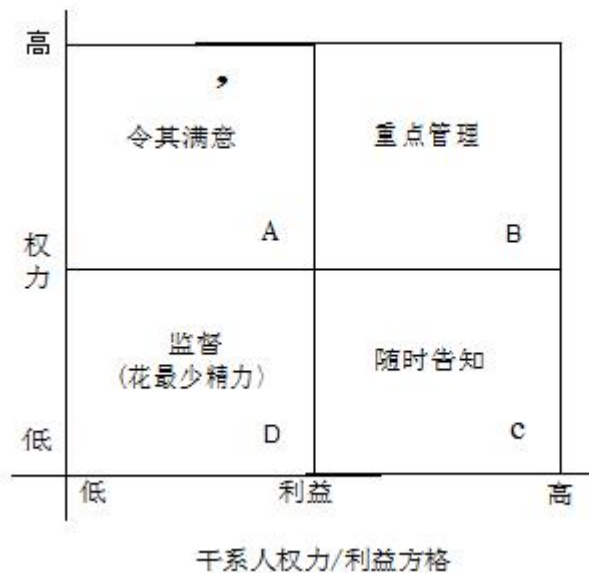 高
，
令其满意
重点管理
A
B
权
力
监督
(花最少精力)
随时告知
低
D
c
低
利益
高
干系人权力/利益方格